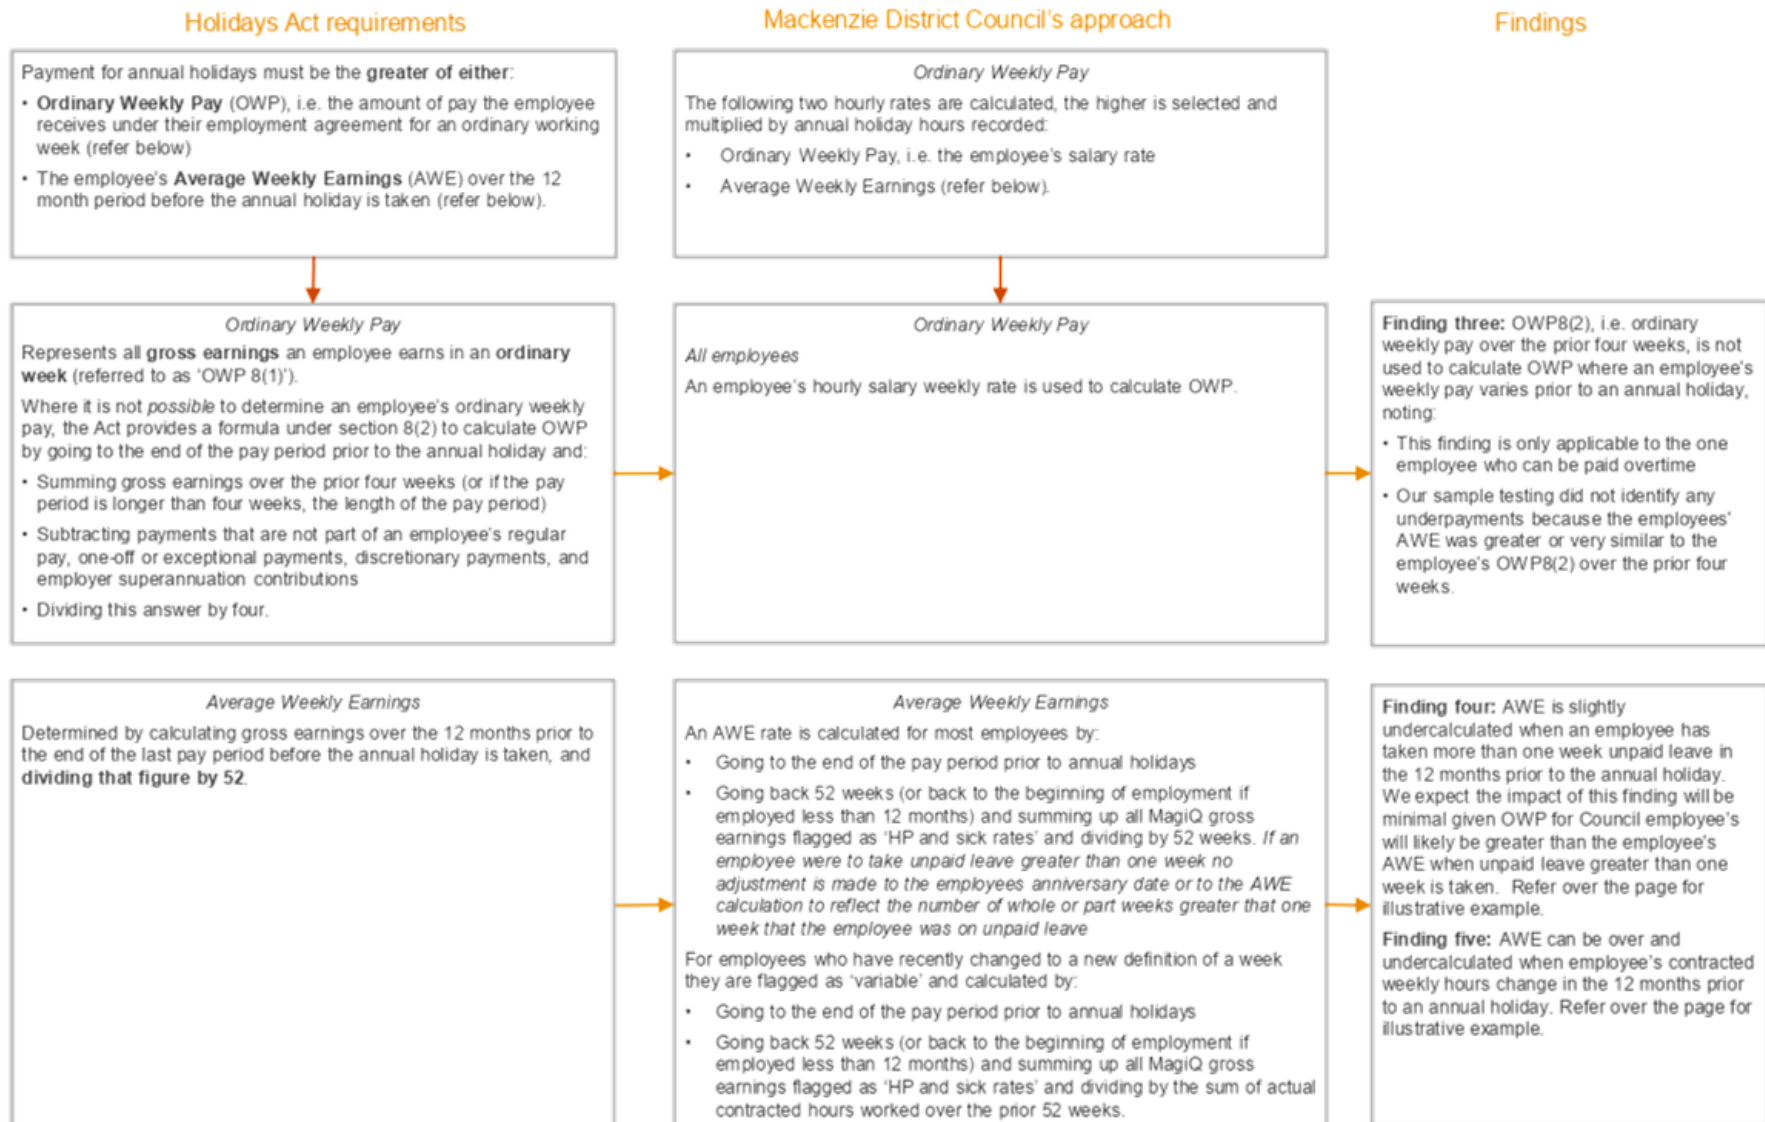 Holidays Act requirements
Mackenzie District Council's approach
Findings
Payment for annual holidays must be the greater of either:
• Ordinary Weekly Pay (OWP), i.e. the amount of pay the employee
receives under their employment agreement for an ordinary working
week (refer below)
• The employee's Average Weekly Earnings (AWE) over the 12
month period before the annual holiday is taken (refer below).
Ordinary Weekly Pay
The following two hourly rates are calculated, the higher is selected and
multiplied by annual holiday hours recorded:
• Ordinary Weekly Pay, i.e. the employee's salary rate
• Average Weekly Earnings (refer below).
Ordinary Weekly Pay
Represents all gross earnings an employee earns in an ordinary
week (referred to as 'OWP 8(1)').
Where it is not possible to determine an employee's ordinary weekly
pay, the Act provides a formula under section 8(2) to calculate OWP
by going to the end of the pay period prior to the annual holiday and:
• Summing gross earnings over the prior four weeks (or if the pay
period is longer than four weeks, the length of the pay period)
• Subtracting payments that are not part of an employee's regular
pay, one-off or exceptional payments, discretionary payments, and
employer superannuation contributions
• Dividing this answer by four.
Ordinary Weekly Pay
All employees
An employee's hourly salary weekly rate is used to calculate OWP.
Finding three: OWP8(2), i.e. ordinary
weekly pay over the prior four weeks, is not
used to calculate OWP where an employee's
weekly pay varies prior to an annual holiday,
noting:
• This finding is only applicable to the one
employee who can be paid overtime
• Our sample testing did not identify any
underpayments because the employees'
AWE was greater or very similar to the
employee's OWP8(2) over the prior four
weeks.
Average Weekly Earnings
Determined by calculating gross earnings over the 12 months prior to
the end of the last pay period before the annual holiday is taken, and
dividing that figure by 52.
Average Weekly Earnings
An AWE rate is calculated for most employees by:
• Going to the end of the pay period prior to annual holidays
• Going back 52 weeks (or back to the beginning of employment if
employed less than 12 months) and summing up all MagiQ gross
earnings flagged as 'HP and sick rates' and dividing by 52 weeks. If an
employee were to take unpaid leave greater than one week no
adjustment is made to the employees anniversary date or to the AWE
calculation to reflect the number of whole or part weeks greater that one
week that the employee was on unpaid leave
For employees who have recently changed to a new definition of a week
they are flagged as 'variable' and calculated by:
• Going to the end of the pay period prior to annual holidays
• Going back 52 weeks (or back to the beginning of employment if
employed less than 12 months) and summing up all MagiQ gross
earnings flagged as 'HP and sick rates' and dividing by the sum of actual
contracted hours worked over the prior 52 weeks.
Finding four: AWE is slightly
undercalculated when an employee has
taken more than one week unpaid leave in
the 12 months prior to the annual holiday.
We expect the impact of this finding will be
minimal given OWP for Council employee's
will likely be greater than the employee's
AWE when unpaid leave greater than one
week is taken. Refer over the page for
illustrative example.
Finding five: AWE can be over and
undercalculated when employee's contracted
weekly hours change in the 12 months prior
to an annual holiday. Refer over the page for
illustrative example.